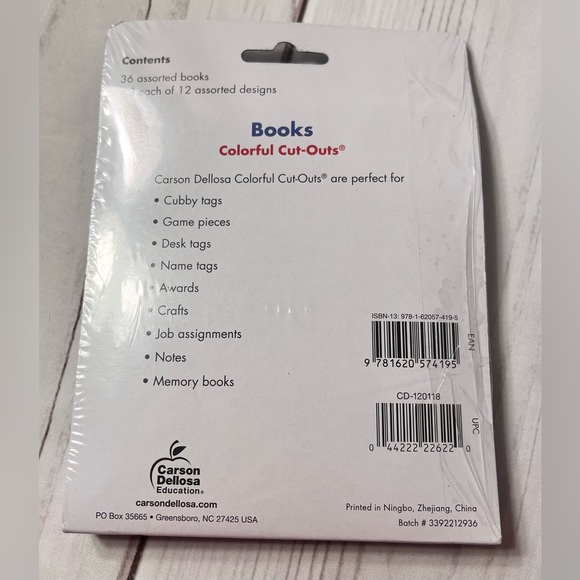 Contents
36 assorted books
each of 12 assorted designs
Books
Colorful Cut-Outs®
Carson Dellosa Colorful Cut-Outs® are perfect for
• Cubby tags
• Game pieces
• Desk tags
• Name tags
• Awards
• Crafts
• Job assignments
• Notes
• Memory books
ISBN-13: 978-1-62057-419-5
EAN
9 781620 574195
CD-120118
UPC
0 44222 22622 0
Carson
Dellosa
Education®
carsondellosa.com
PO Box 35665 • Greensboro, NC 27425 USA
Printed in Ningbo, Zhejiang, China
Batch # 3392212936